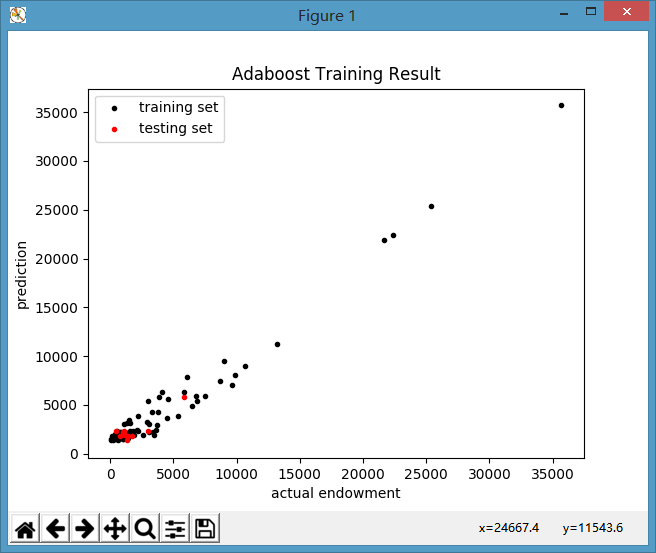 Figure 1
Adaboost Training Result
training set
testing set
35000
30000
25000
20000
15000
10000
5000
0
prediction
0 5000 10000 15000 20000 25000 30000 35000
actual endowment
x=24667.4 y=11543.6